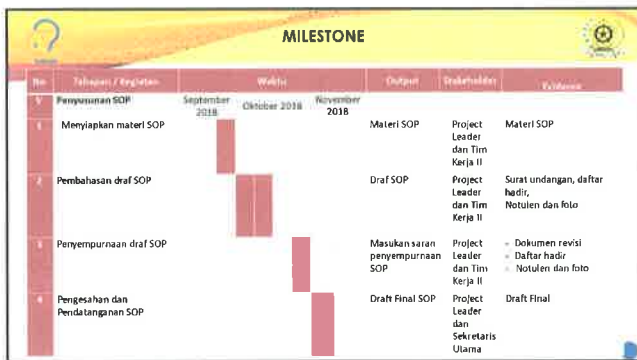 MILESTONE
No Tahapan / Kegiatan Waktu Output Stakeholder Evidence
V Penyusunan SOP September 2018 Oktober 2018 November 2018
1 Menyiapkan materi SOP Materi SOP Project Leader dan Tim Kerja II Materi SOP
2 Pembahasan draf SOP Draf SOP Project Leader dan Tim Kerja II Surat undangan, daftar hadir, Notulen dan foto
3 Penyempurnaan draf SOP Masukan saran penyempurnaan SOP Project Leader dan Tim Kerja II Dokumen revisi
Daftar hadir
Notulen dan foto
4 Pengesahan dan Pendatanganan SOP Draft Final SOP Project Leader dan Sekretaris Utama Draft Final